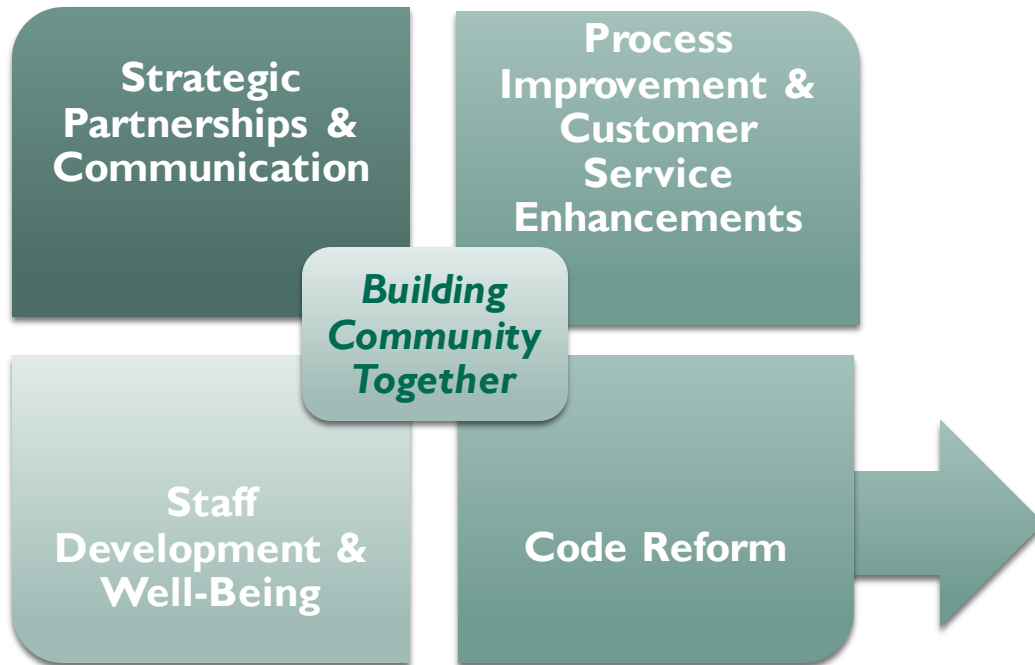 Strategic
Partnerships &
Communication
Process
Improvement &
Customer
Service
Enhancements
Building
Community
Together
Staff
Development &
Well-Being
Code Reform